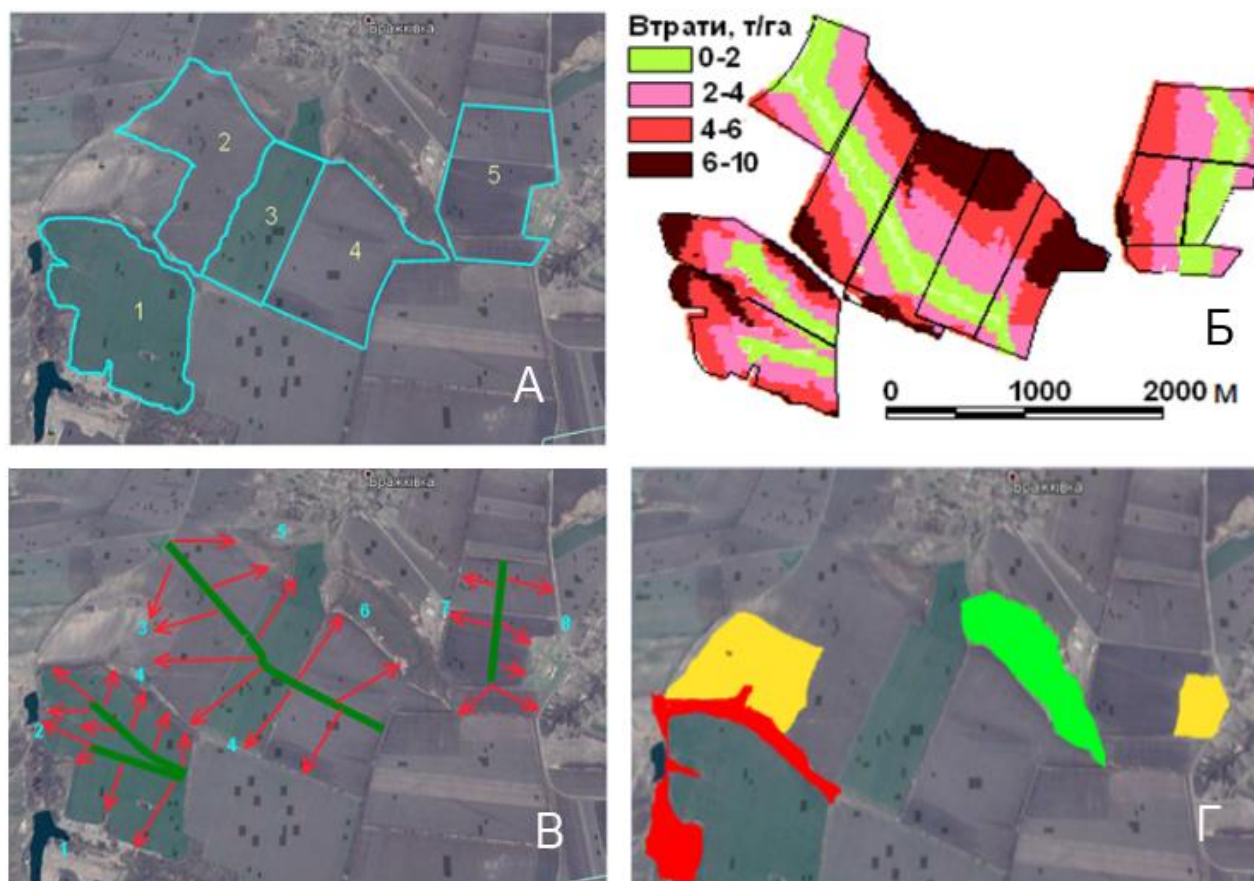 Бражківка
1
2
3
4
5
А
Втрати, т/га
0-2
2-4
4-6
6-10
0 1000 2000 м
Б
Бражківка
5
6
7
8
3
4
2
4
1
В
Бражківка
Г